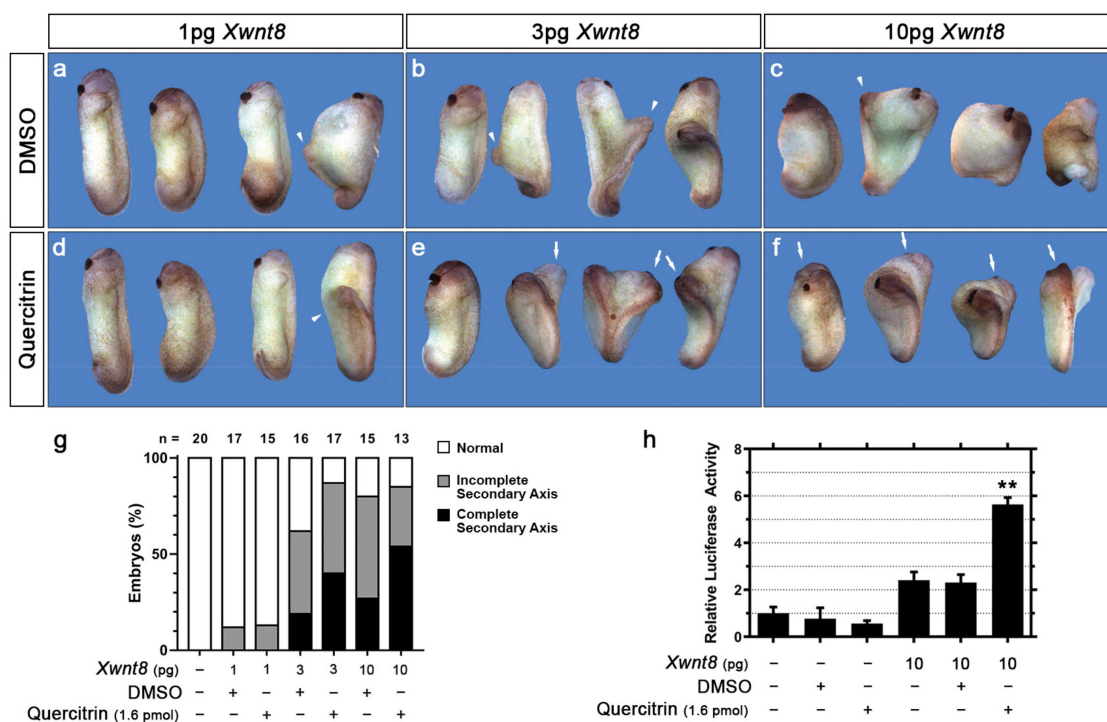 1pg Xwnt8
3pg Xwnt8
10pg Xwnt8
DMSO
a
b
c
Quercitrin
d
e
f
g
n = 20 17 15 16 17 15 13
100
50
0
Embryos (%)
Normal
Incomplete
Secondary Axis
Complete
Secondary Axis
Xwnt8 (pg) – 1 1 3 3 10 10
DMSO – + – + – + –
Quercitrin (1.6 pmol) – – + – + – +
h
8
6
4
2
0
Relative Luciferase Activity
**
Xwnt8 (pg) – – – 10 10 10
DMSO – + – – + –
Quercitrin (1.6 pmol) – – + – – +